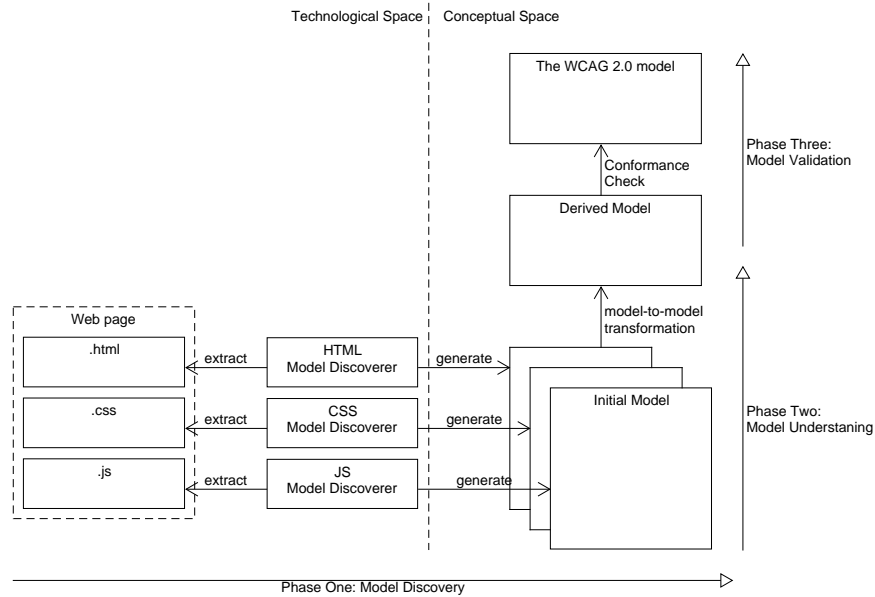 Technological Space
Conceptual Space
The WCAG 2.0 model
Phase Three:
Model Validation
Conformance
Check
Derived Model
model-to-model
transformation
Web page
.html
extract
HTML
Model Discoverer
generate
.css
extract
CSS
Model Discoverer
generate
Initial Model
Phase Two:
Model Understaning
.js
extract
JS
Model Discoverer
generate
Phase One: Model Discovery